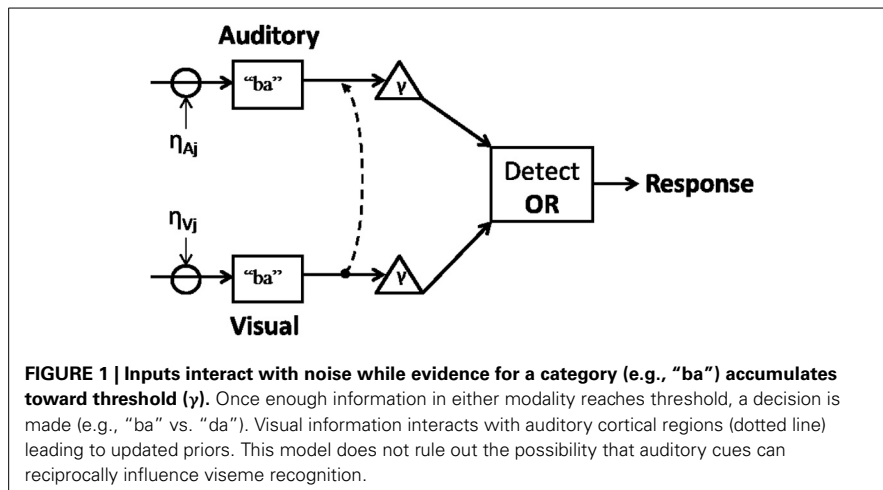 Auditory
"ba"
γ
η_Aj
Detect
OR
Response
η_Vj
"ba"
γ
Visual
FIGURE 1 | Inputs interact with noise while evidence for a category (e.g., “ba”) accumulates
toward threshold (γ). Once enough information in either modality reaches threshold, a decision is
made (e.g., “ba” vs. “da”). Visual information interacts with auditory cortical regions (dotted line)
leading to updated priors. This model does not rule out the possibility that auditory cues can
reciprocally influence viseme recognition.